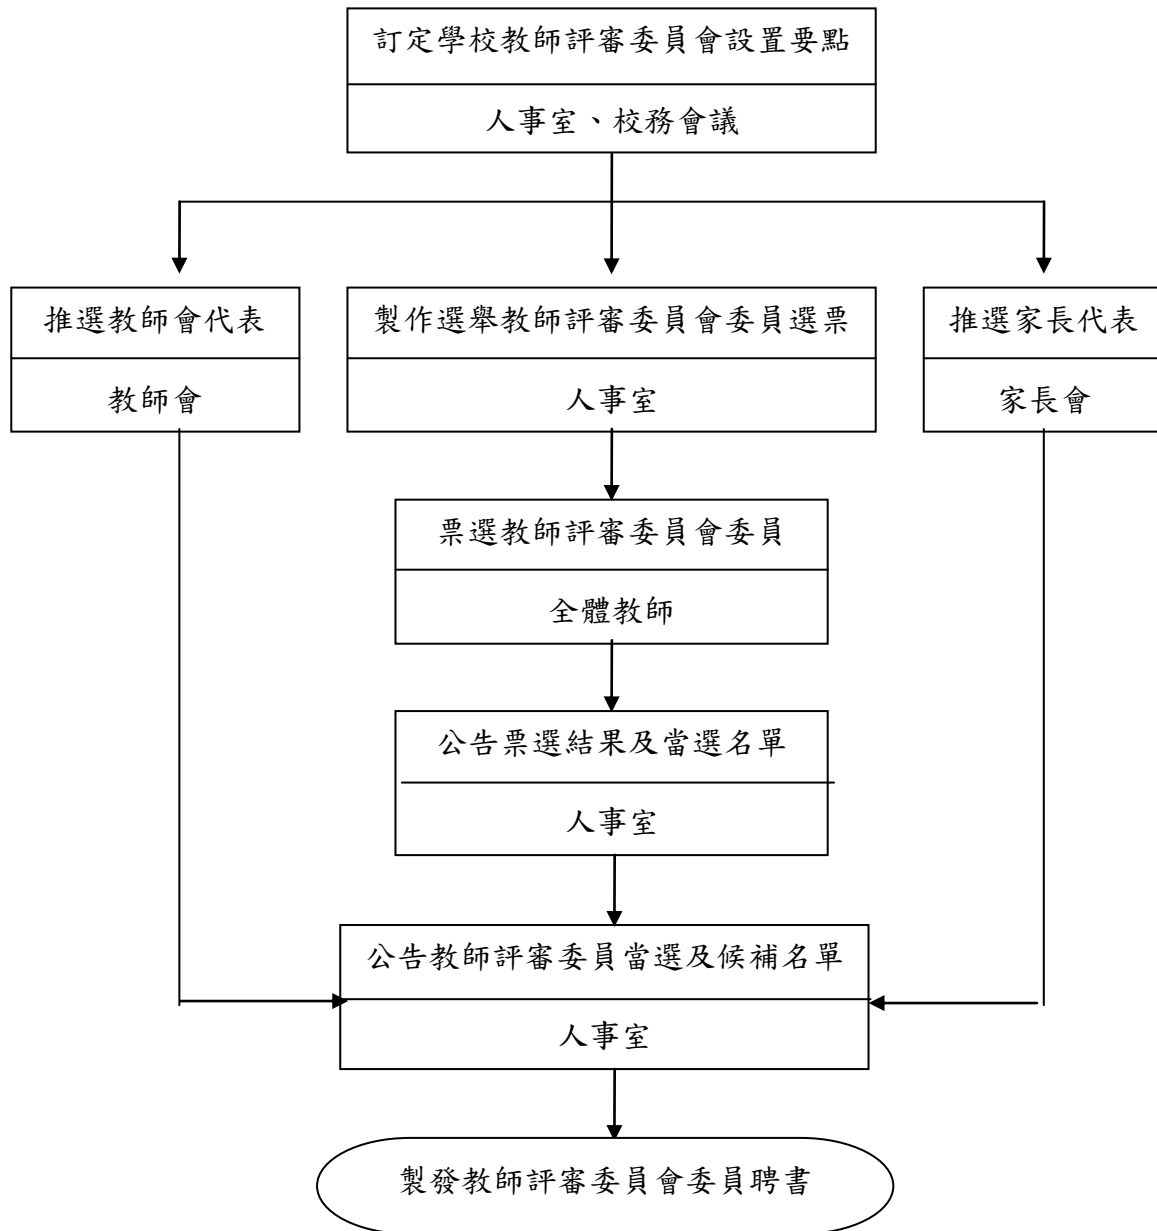 訂定學校教師評審委員會設置要點
人事室、校務會議
推選教師會代表
教師會
製作選舉教師評審委員會委員選票
人事室
推選家長代表
家長會
票選教師評審委員會委員
全體教師
公告票選結果及當選名單
人事室
公告教師評審委員當選及候補名單
人事室
製發教師評審委員會委員聘書